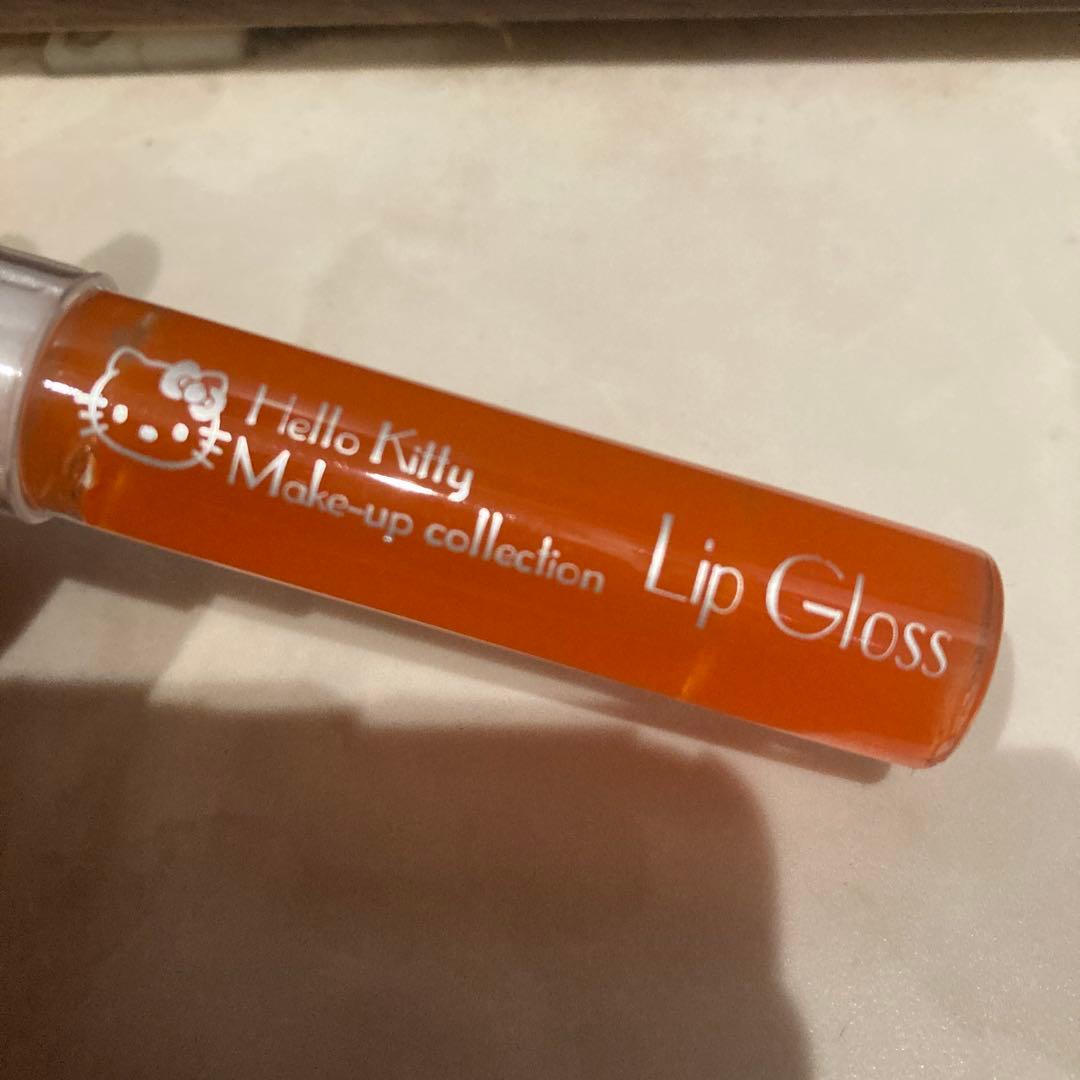 Hello Kitty
Make-up collection
Lip Gloss